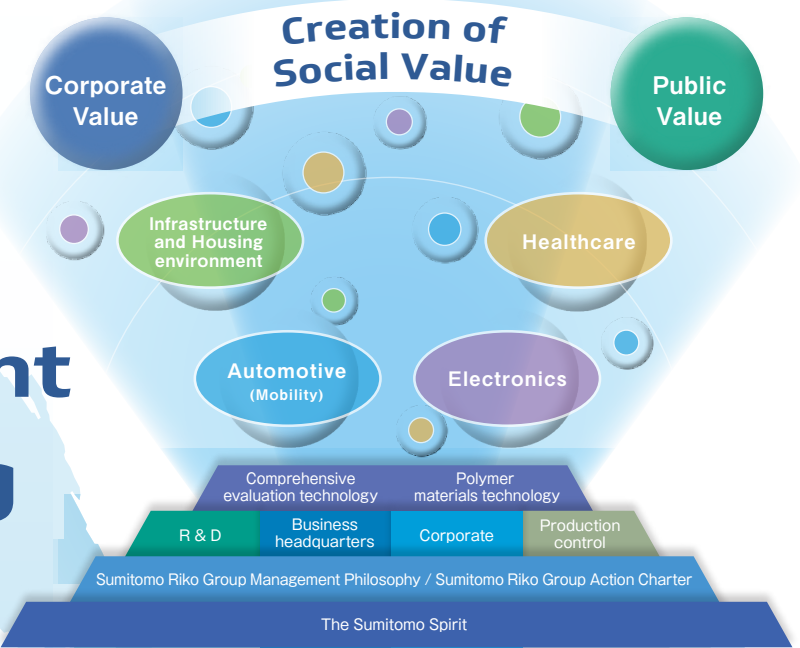 Creation of
Social Value
Corporate
Value
Public
Value
Infrastructure
and Housing
environment
Healthcare
nt
Automotive
(Mobility)
Electronics
g
Comprehensive
evaluation technology
Polymer
materials technology
R & D
Business
headquarters
Corporate
Production
control
Sumitomo Riko Group Management Philosophy / Sumitomo Riko Group Action Charter
The Sumitomo Spirit